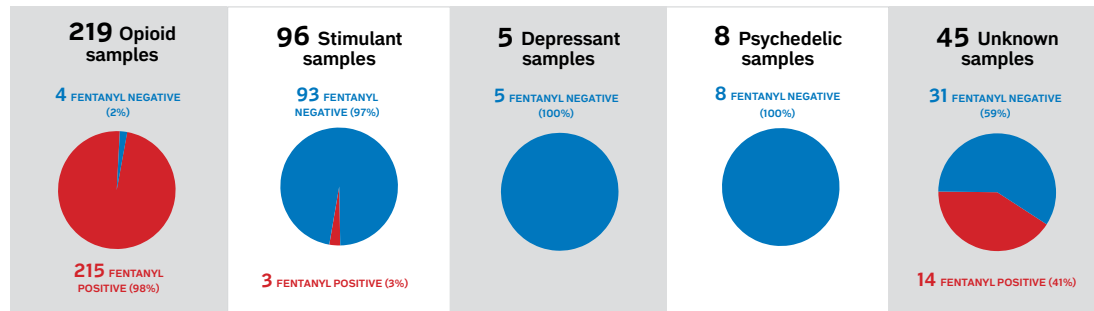 219 Opioid
samples
4 FENTANYL NEGATIVE
(2%)
215 FENTANYL
POSITIVE (98%)
96 Stimulant
samples
93 FENTANYL
NEGATIVE (97%)
3 FENTANYL POSITIVE (3%)
5 Depressant
samples
5 FENTANYL NEGATIVE
(100%)
8 Psychedelic
samples
8 FENTANYL NEGATIVE
(100%)
45 Unknown
samples
31 FENTANYL NEGATIVE
(59%)
14 FENTANYL POSITIVE (41%)